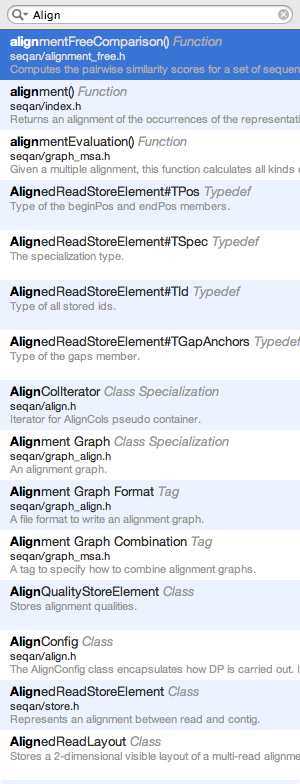 Align
alignmentFreeComparison() Function
seqan/alignment_free.h
Computes the pairwise similarity scores for a set of sequen
alignment() Function
seqan/index.h
Returns an alignment of the occurrences of the representati
alignmentEvaluation() Function
seqan/graph_msa.h
Given a multiple alignment, this function calculates all kinds o
AlignedReadStoreElement#TPos Typedef
Type of the beginPos and endPos members.
AlignedReadStoreElement#TSpec Typedef
The specialization type.
AlignedReadStoreElement#TId Typedef
Type of all stored ids.
AlignedReadStoreElement#TGapAnchors Typedef
Type of the gaps member.
AlignColIterator Class Specialization
seqan/align.h
Iterator for AlignCols pseudo container.
Alignment Graph Class Specialization
seqan/graph_align.h
An alignment graph.
Alignment Graph Format Tag
seqan/graph_align.h
A file format to write an alignment graph.
Alignment Graph Combination Tag
seqan/graph_msa.h
A tag to specify how to combine alignment graphs.
AlignQualityStoreElement Class
Stores alignment qualities.
AlignConfig Class
seqan/align.h
The AlignConfig class encapsulates how DP is carried out. I
AlignedReadStoreElement Class
seqan/store.h
Represents an alignment between read and contig.
AlignedReadLayout Class
Stores a 2-dimensional visible layout of a multi-read alignme